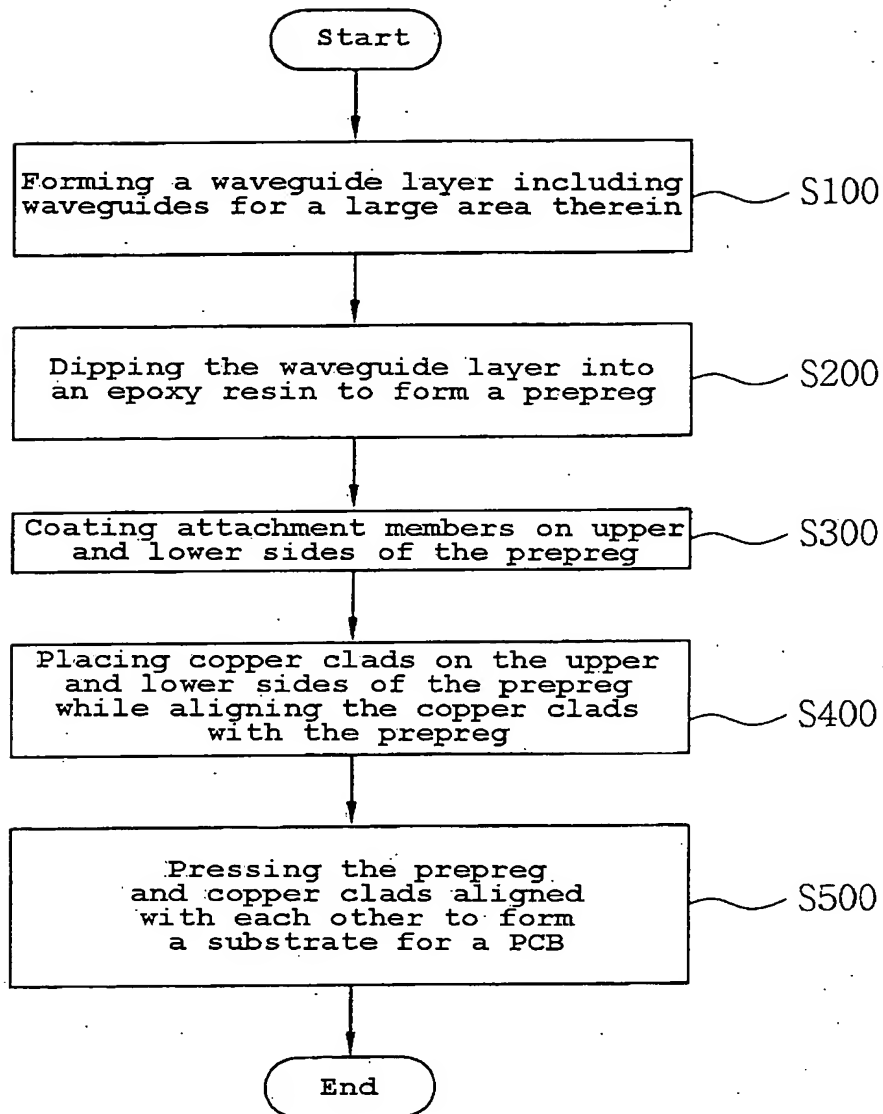 Start
Forming a waveguide layer including
waveguides for a large area therein
S100
Dipping the waveguide layer into
an epoxy resin to form a prepreg
S200
Coating attachment members on upper
and lower sides of the prepreg
S300
Placing copper clads on the upper
and lower sides of the prepreg
while aligning the copper clads
with the prepreg
S400
Pressing the prepreg
and copper clads aligned
with each other to form
a substrate for a PCB
S500
End